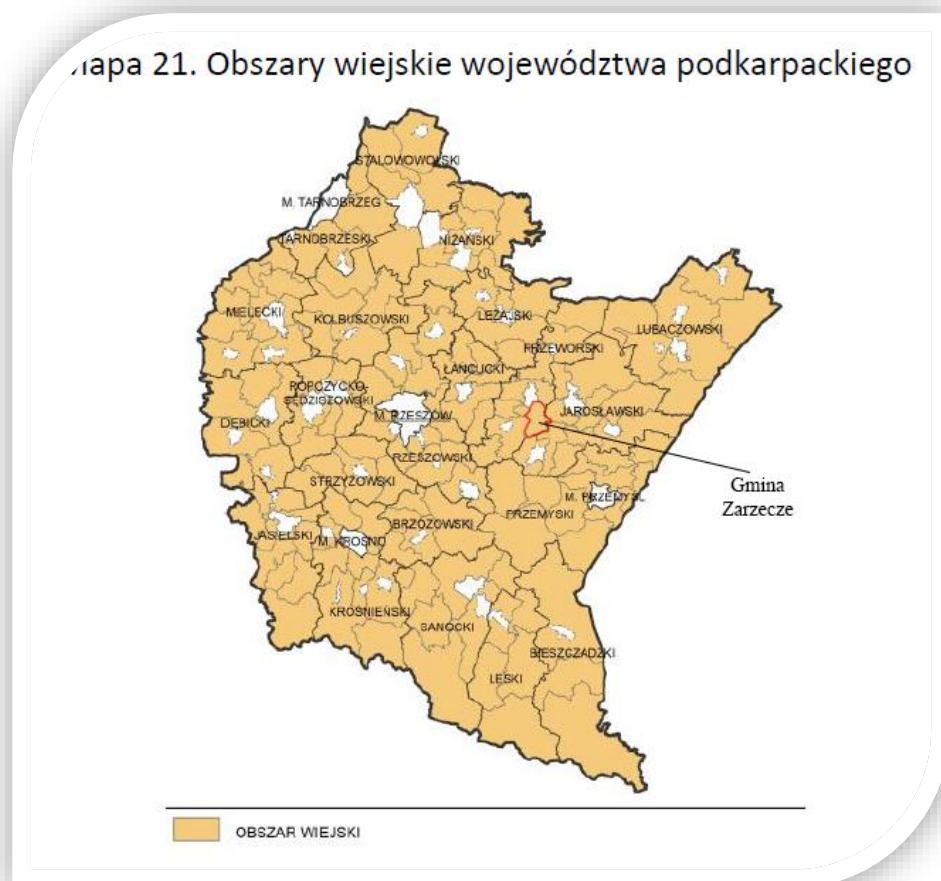 Mapa 21. Obszary wiejskie województwa podkarpackiego
STALOWOWOLSKI
M. TARNOBRZEG
TARNOBRZESKI
NIŻAŃSKI
MIELECKI
KOLBUSZOWSKI
LEŻAJSKI
LUBACZOWSKI
PRZEWORSKI
ŁAŃCUCKI
ROPCZYCKO-
SĘDZISZOWSKI
M. RZESZÓW
JAROSŁAWSKI
DĘBICKI
RZESZOWSKI
STRZYŻOWSKI
Gmina
Zarzecze
M. PRZEMYŚL
PRZEMYSKI
BRZOZOWSKI
JASIELSKI
M. KROSNO
KROŚNIEŃSKI
SANOCKI
BIESZCZADZKI
LESKI
OBSZAR WIEJSKI